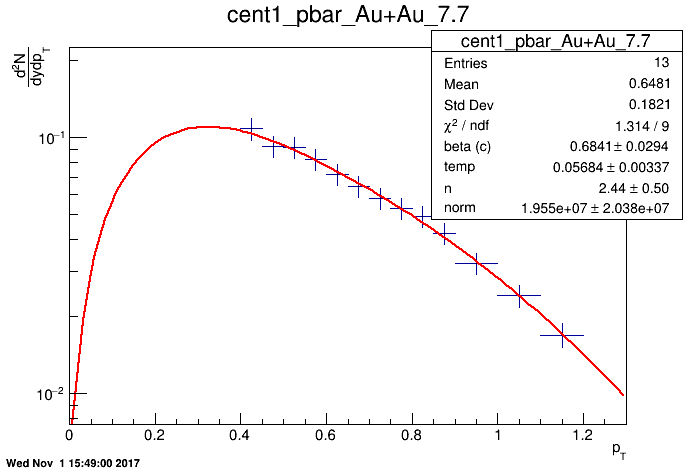 cent1_pbar_Au+Au_7.7
cent1_pbar_Au+Au_7.7
Entries 13
Mean 0.6481
Std Dev 0.1821
χ² / ndf 1.314 / 9
beta (c) 0.6841± 0.0294
temp 0.05684 ± 0.00337
n 2.44 ± 0.50
norm 1.955e+07 ± 2.038e+07
d²N
dydp_T
10⁻¹
10⁻²
0 0.2 0.4 0.6 0.8 1 1.2
p_T
Wed Nov 1 15:49:00 2017